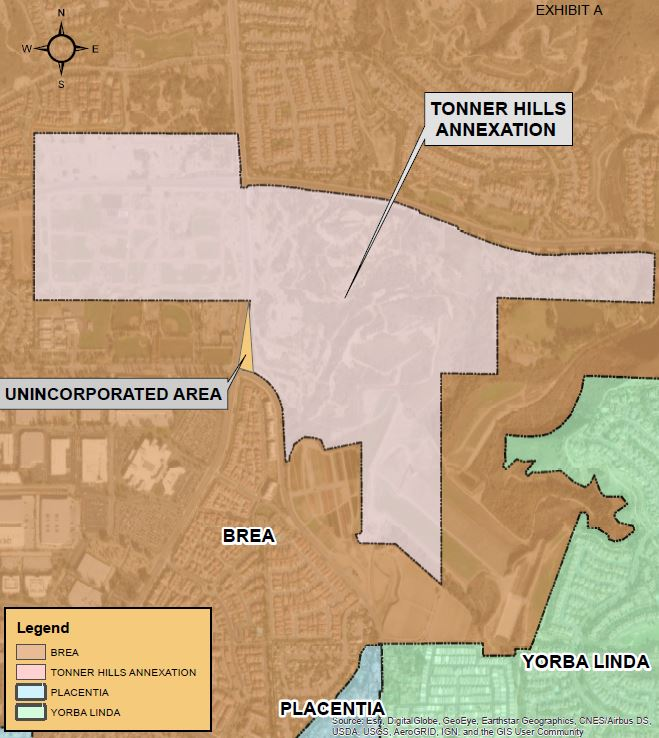 EXHIBIT A
N
W E
S
TONNER HILLS
ANNEXATION
UNINCORPORATED AREA
BREA
Legend
BREA
TONNER HILLS ANNEXATION
PLACENTIA
YORBA LINDA
YORBA LINDA
PLACENTIA
Source: Esri, DigitalGlobe, GeoEye, Earthstar Geographics, CNES/Airbus DS,
USDA, USGS, AeroGRID, IGN, and the GIS User Community